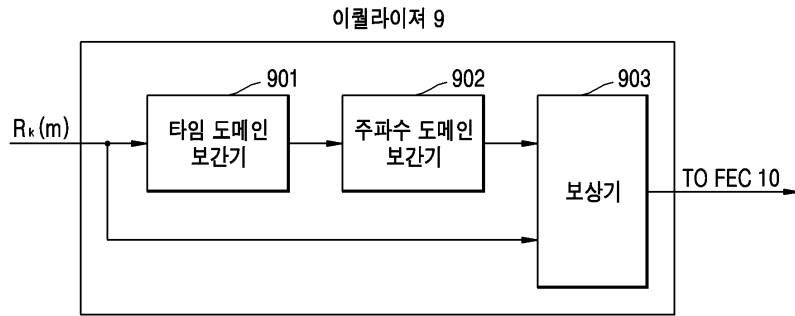 이퀄라이져 9
901
902
903
Rₖ(m)
타임 도메인
보간기
주파수 도메인
보간기
보상기
TO FEC 10